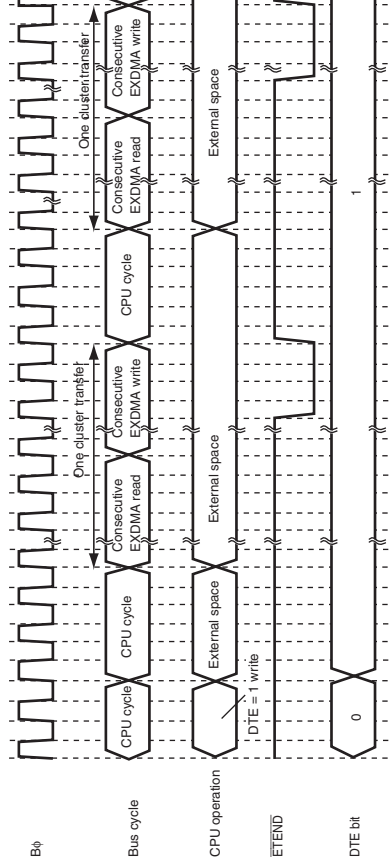 Bϕ
One cluster transfer
One cluster transfer
Bus cycle
CPU cycle
CPU cycle
Consecutive
EXDMA read
Consecutive
EXDMA write
CPU cycle
Consecutive
EXDMA read
Consecutive
EXDMA write
CPU operation
External space
External space
External space
DTE = 1 write
ETEND
DTE bit
0
1